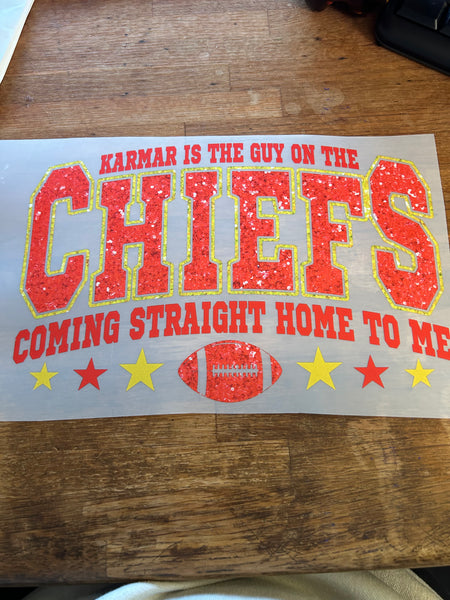 KARMAR IS THE GUY ON THE
CHIEFS
COMING STRAIGHT HOME TO ME